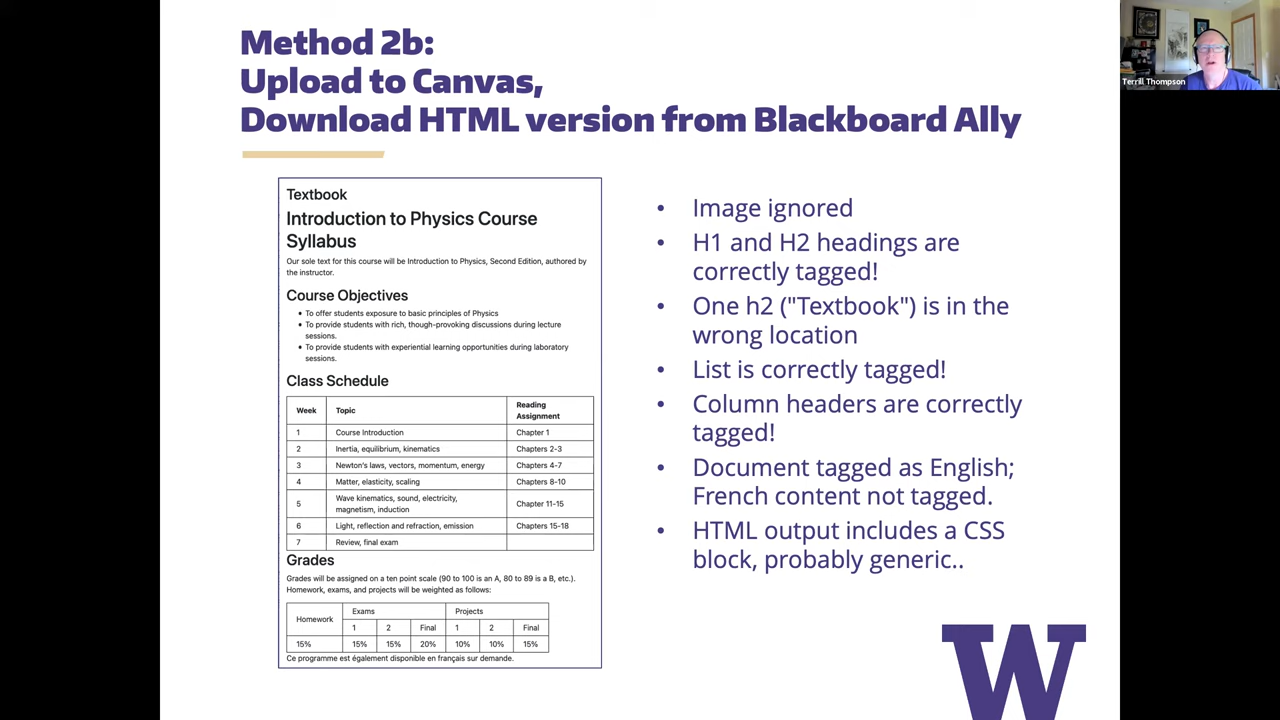 Method 2b:
Upload to Canvas,
Download HTML version from Blackboard Ally
Terrill Thompson
Textbook
Introduction to Physics Course
Syllabus
Our sole text for this course will be Introduction to Physics, Second Edition, authored by
the instructor.
Course Objectives
• To offer students exposure to basic principles of Physics
• To provide students with rich, though-provoking discussions during lecture
sessions.
• To provide students with experiential learning opportunities during laboratory
sessions.
Class Schedule
Week Topic Reading Assignment
1 Course Introduction Chapter 1
2 Inertia, equilibrium, kinematics Chapters 2-3
3 Newton's laws, vectors, momentum, energy Chapters 4-7
4 Matter, elasticity, scaling Chapters 8-10
5 Wave kinematics, sound, electricity, magnetism, induction Chapter 11-15
6 Light, reflection and refraction, emission Chapters 15-18
7 Review, final exam
Grades
Grades will be assigned on a ten point scale (90 to 100 is an A, 80 to 89 is a B, etc.).
Homework, exams, and projects will be weighted as follows:
Homework Exams Projects
1 2 Final 1 2 Final
15% 15% 15% 20% 10% 10% 15%
Ce programme est également disponible en français sur demande.
• Image ignored
• H1 and H2 headings are
correctly tagged!
• One h2 ("Textbook") is in the
wrong location
• List is correctly tagged!
• Column headers are correctly
tagged!
• Document tagged as English;
French content not tagged.
• HTML output includes a CSS
block, probably generic..
W